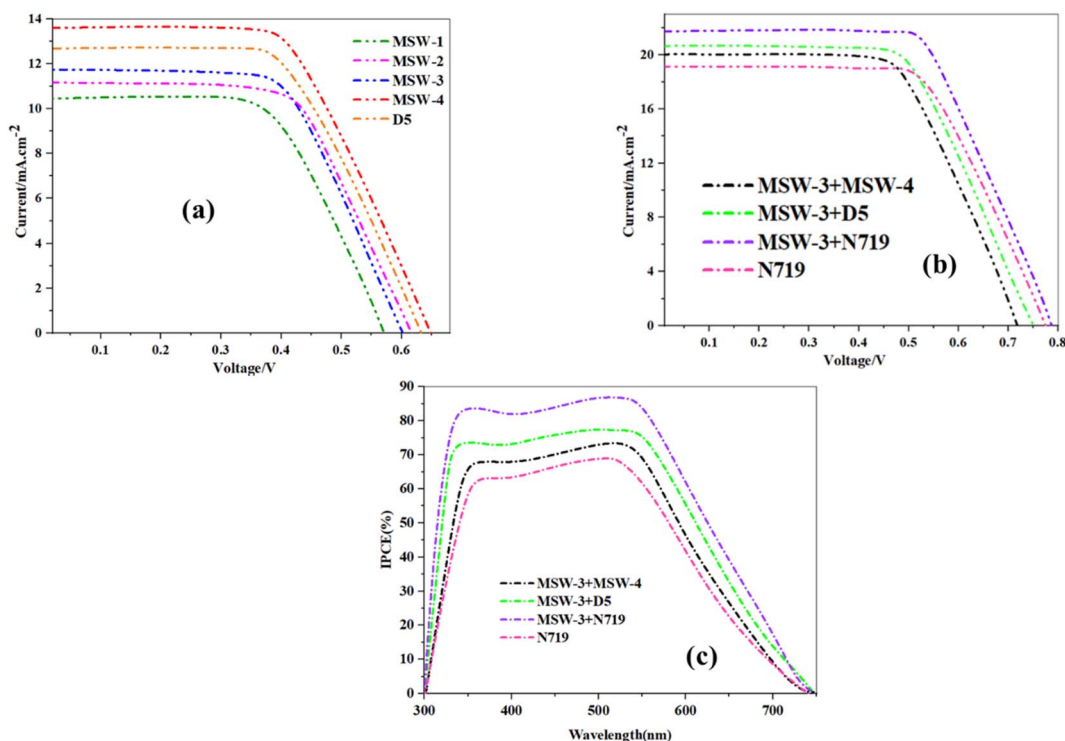 14
12
10
8
6
4
2
0
Current/mA.cm-2
MSW-1
MSW-2
MSW-3
MSW-4
D5
(a)
0.1 0.2 0.3 0.4 0.5 0.6
Voltage/V
20
16
12
8
4
0
Current/mA.cm-2
MSW-3+MSW-4
MSW-3+D5
MSW-3+N719
N719
(b)
0.1 0.2 0.3 0.4 0.5 0.6 0.7 0.8
Voltage/V
90
80
70
60
50
40
30
20
10
0
IPCE(%)
MSW-3+MSW-4
MSW-3+D5
MSW-3+N719
N719
(c)
300 400 500 600 700
Wavelength(nm)